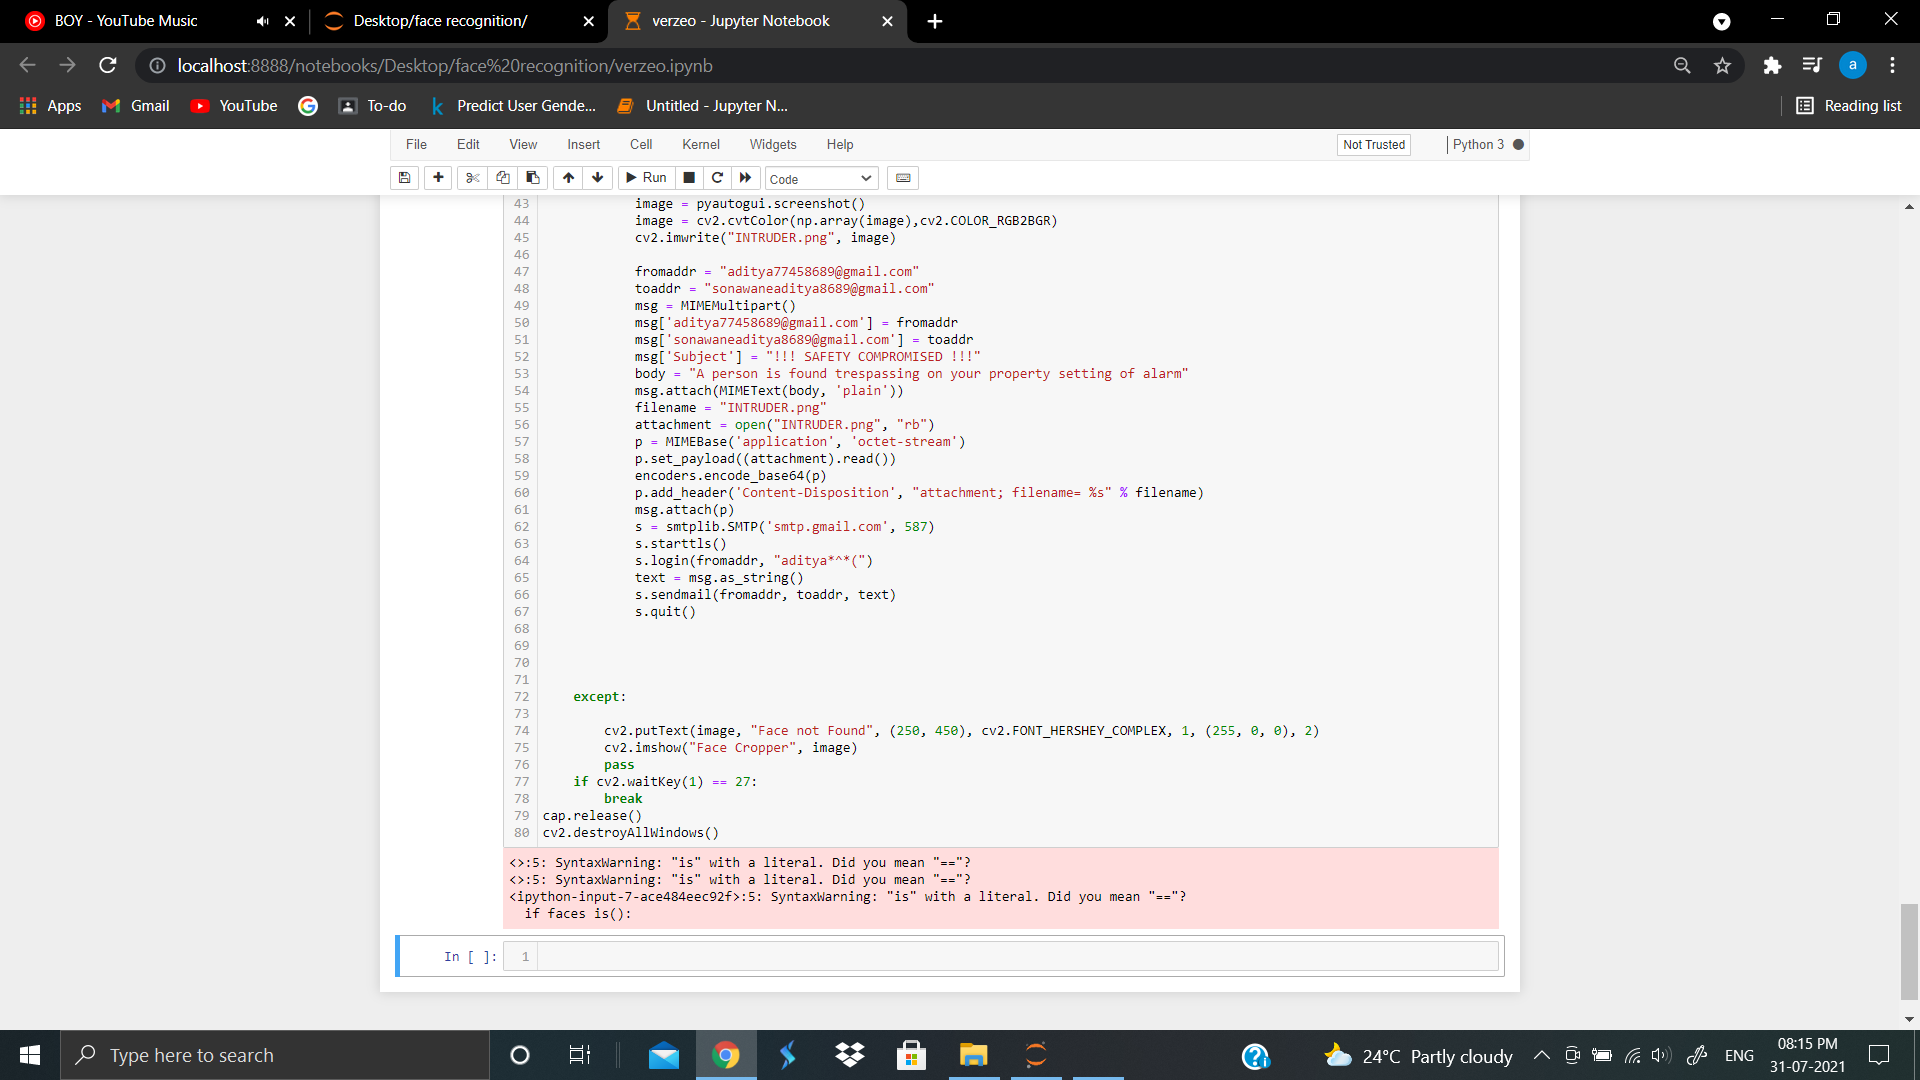 BOY - YouTube Music
Desktop/face recognition/
verzeo - Jupyter Notebook
localhost:8888/notebooks/Desktop/face%20recognition/verzeo.ipynb
a
Apps
Gmail
YouTube
To-do
Predict User Gende...
Untitled - Jupyter N...
Reading list
File Edit View Insert Cell Kernel Widgets Help
Not Trusted
Python 3
Run
Code
43 image = pyautogui.screenshot()
44 image = cv2.cvtColor(np.array(image),cv2.COLOR_RGB2BGR)
45 cv2.imwrite("INTRUDER.png", image)
46
47 fromaddr = "aditya77458689@gmail.com"
48 toaddr = "sonawaneaditya8689@gmail.com"
49 msg = MIMEMultipart()
50 msg['aditya77458689@gmail.com'] = fromaddr
51 msg['sonawaneaditya8689@gmail.com'] = toaddr
52 msg['Subject'] = "!!! SAFETY COMPROMISED !!!"
53 body = "A person is found trespassing on your property setting of alarm"
54 msg.attach(MIMEText(body, 'plain'))
55 filename = "INTRUDER.png"
56 attachment = open("INTRUDER.png", "rb")
57 p = MIMEBase('application', 'octet-stream')
58 p.set_payload((attachment).read())
59 encoders.encode_base64(p)
60 p.add_header('Content-Disposition', "attachment; filename= %s" % filename)
61 msg.attach(p)
62 s = smtplib.SMTP('smtp.gmail.com', 587)
63 s.starttls()
64 s.login(fromaddr, "aditya*^*(")
65 text = msg.as_string()
66 s.sendmail(fromaddr, toaddr, text)
67 s.quit()
68
69
70
71
72 except:
73
74 cv2.putText(image, "Face not Found", (250, 450), cv2.FONT_HERSHEY_COMPLEX, 1, (255, 0, 0), 2)
75 cv2.imshow("Face Cropper", image)
76 pass
77 if cv2.waitKey(1) == 27:
78 break
79 cap.release()
80 cv2.destroyAllWindows()
<>:5: SyntaxWarning: "is" with a literal. Did you mean "=="?
<>:5: SyntaxWarning: "is" with a literal. Did you mean "=="?
<ipython-input-7-ace484eec92f>:5: SyntaxWarning: "is" with a literal. Did you mean "=="?
if faces is():
In [ ]: 1
Type here to search
24°C Partly cloudy
ENG
08:15 PM
31-07-2021